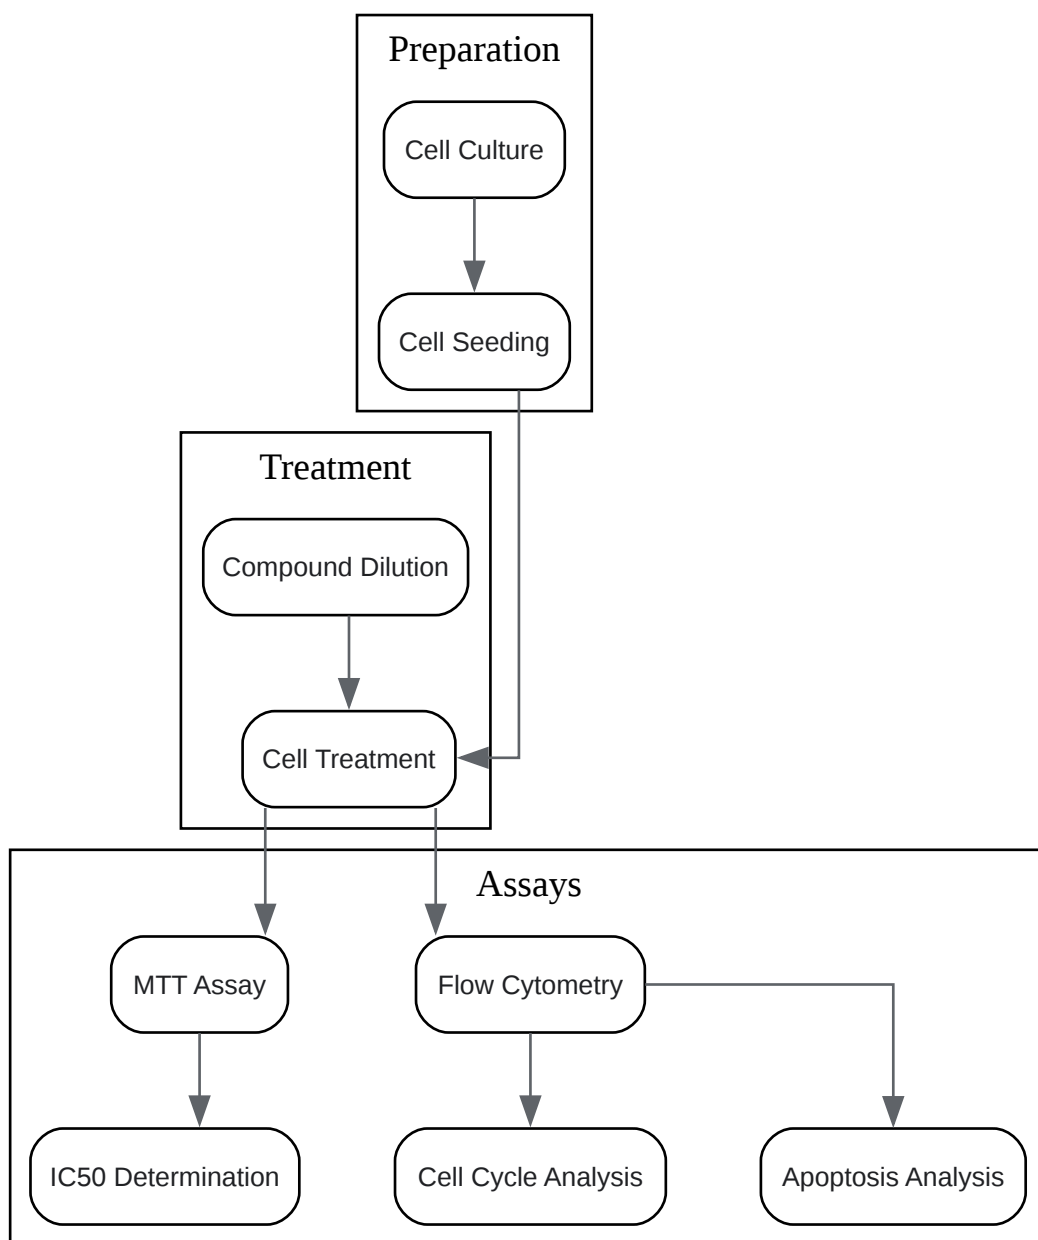 Preparation
Cell Culture
Cell Seeding
Treatment
Compound Dilution
Cell Treatment
Assays
MTT Assay
Flow Cytometry
IC50 Determination
Cell Cycle Analysis
Apoptosis Analysis